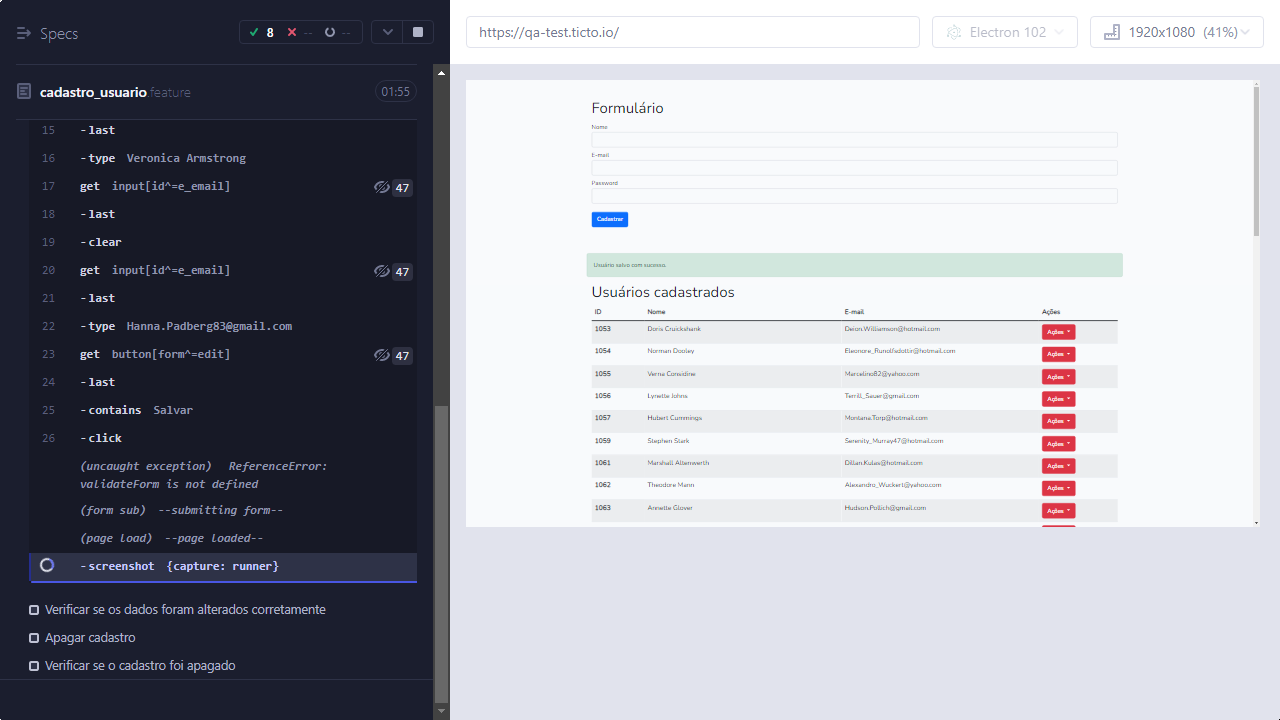 Specs
8
--
--
https://qa-test.ticto.io/
Electron 102
1920x1080 (41%)
cadastro_usuario.feature
01:55
15 -last
16 -type Veronica Armstrong
17 get input[id^=e_email] 47
18 -last
19 -clear
20 get input[id^=e_email] 47
21 -last
22 -type Hanna.Padberg83@gmail.com
23 get button[form^=edit] 47
24 -last
25 -contains Salvar
26 -click
(uncaught exception) ReferenceError:
validateForm is not defined
(form sub) --submitting form--
(page load) --page loaded--
-screenshot {capture: runner}
Verificar se os dados foram alterados corretamente
Apagar cadastro
Verificar se o cadastro foi apagado
Formulário
Nome
E-mail
Password
Cadastrar
Usuário salvo com sucesso.
Usuários cadastrados
ID Nome E-mail Ações
1053 Doris Cruickshank Deion.Williamson@hotmail.com Ações
1054 Norman Dooley Eleonore_Runolfsdottir@hotmail.com Ações
1055 Verna Considine Marcelino82@yahoo.com Ações
1056 Lynette Johns Terrill_Sauer@gmail.com Ações
1057 Hubert Cummings Montana.Torp@hotmail.com Ações
1059 Stephen Stark Serenity_Murray47@hotmail.com Ações
1061 Marshall Altenwerth Dillan.Kulas@hotmail.com Ações
1062 Theodore Mann Alexandro_Wuckert@yahoo.com Ações
1063 Annette Glover Hudson.Pollich@gmail.com Ações